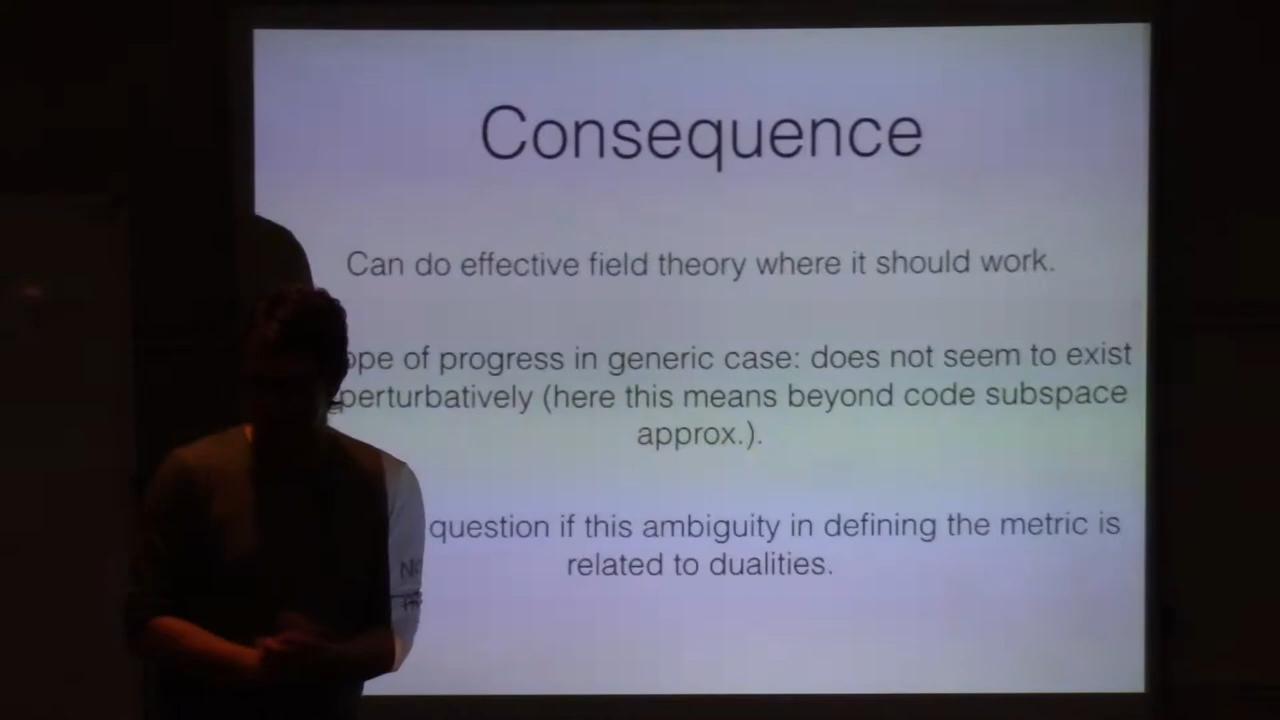 Consequence
Can do effective field theory where it should work.
of progress in generic case: does not seem to exist
perturbatively (here this means beyond code subspace
approx.).
question if this ambiguity in defining the metric is
related to dualities.